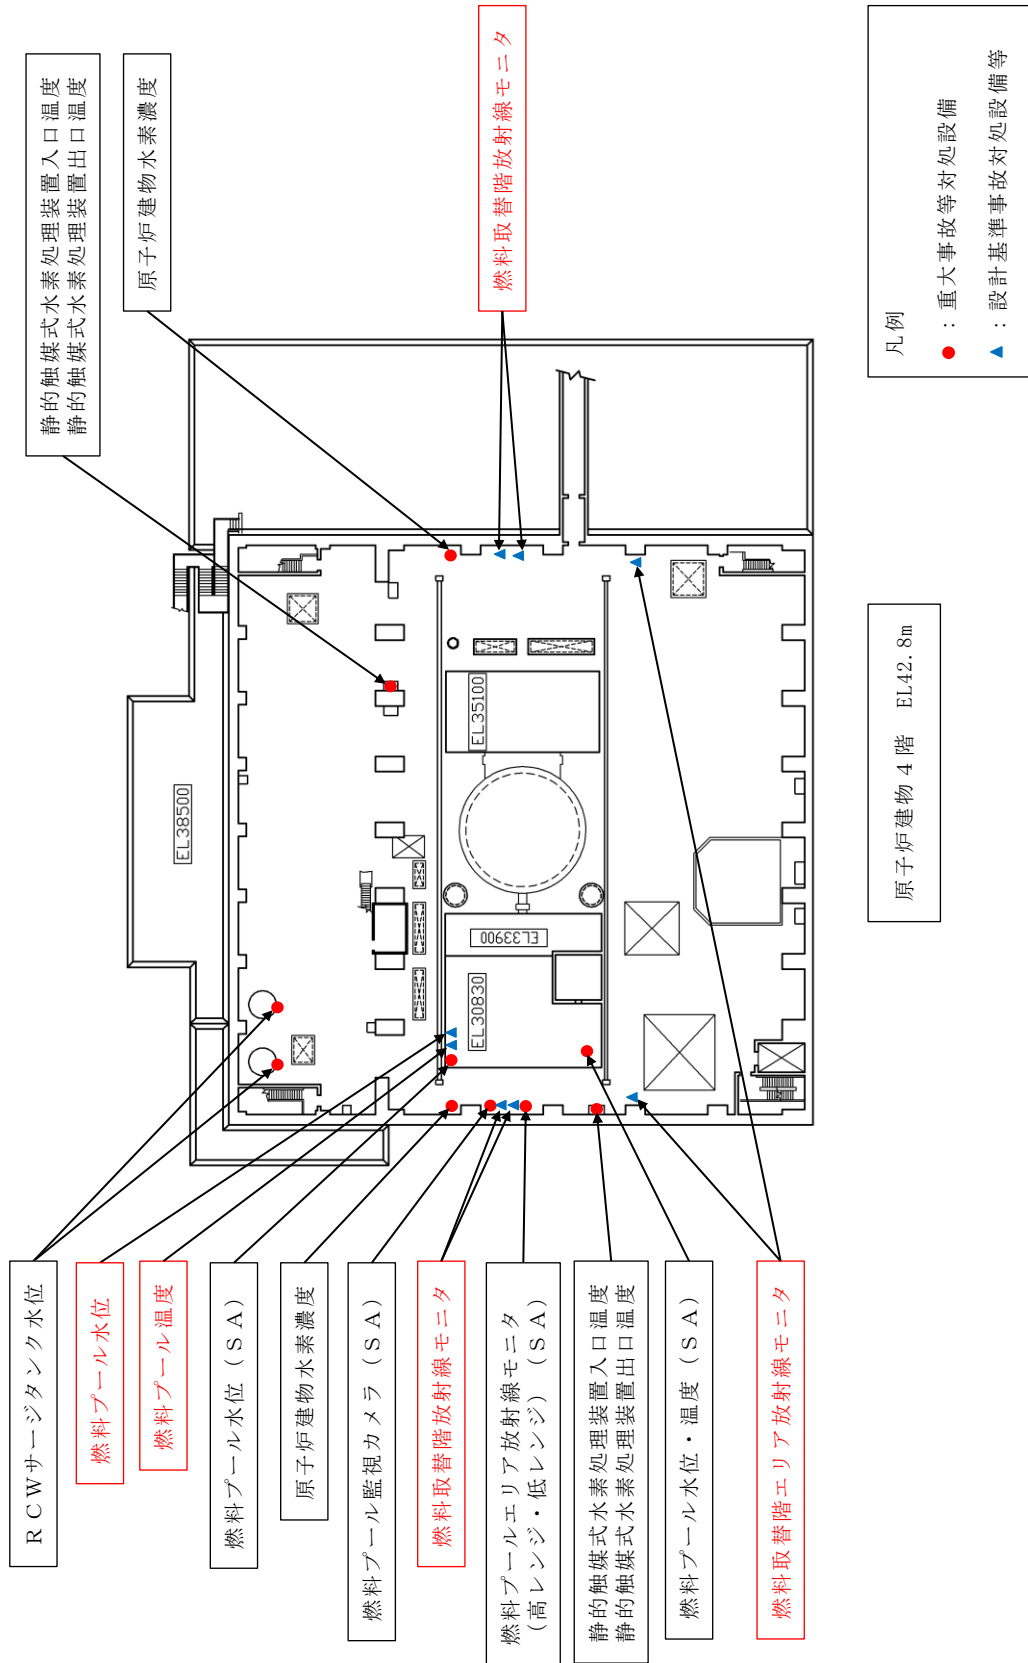 静的触媒式水素処理装置入口温度
静的触媒式水素処理装置出口温度
原子炉建物水素濃度
燃料取替階放射線モニタ
凡例
：重大事故等対処設備
：設計基準事故対処設備等
原子炉建物4階 EL42.8m
EL38500
EL35100
EL33900
EL30830
RCWサージタンク水位
燃料プール水位
燃料プール温度
燃料プール水位（SA）
原子炉建物水素濃度
燃料プール監視カメラ（SA）
燃料取替階放射線モニタ
燃料プールエリア放射線モニタ
（高レンジ・低レンジ）（SA）
静的触媒式水素処理装置入口温度
静的触媒式水素処理装置出口温度
燃料プール水位・温度（SA）
燃料取替階エリア放射線モニタ